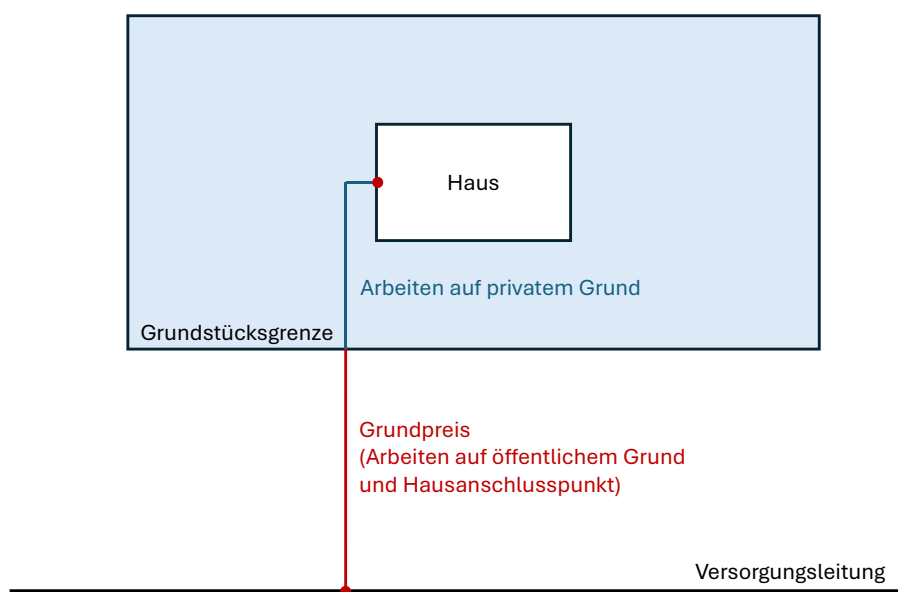 Haus
Arbeiten auf privatem Grund
Grundstücksgrenze
Grundpreis
(Arbeiten auf öffentlichem Grund
und Hausanschlusspunkt)
Versorgungsleitung